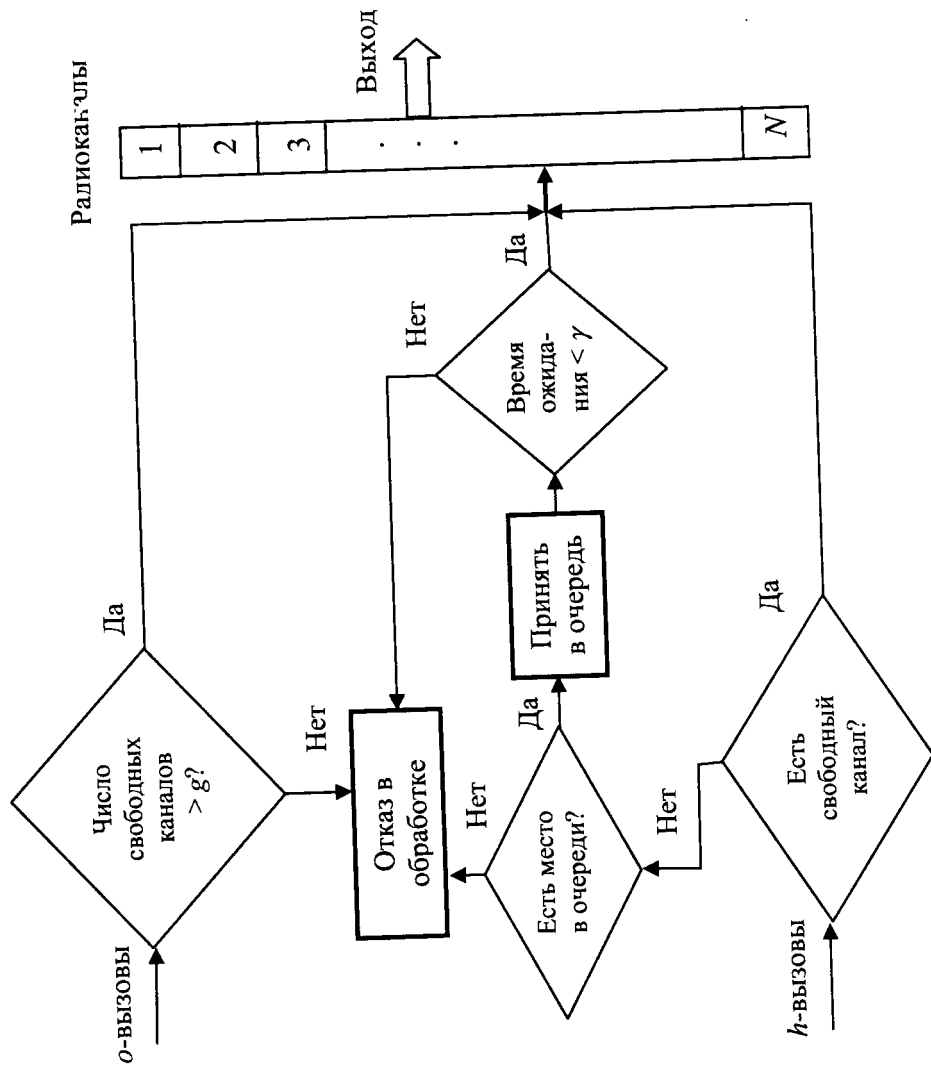 Радиоканалы
o-вызовы
Число
свободных
каналов
> g?
Да
Нет
1
2
3
. . .
N
Выход
Отказ в
обработке
Нет
Нет
Есть место
в очереди?
Да
Принять
в очередь
Время
ожида-
ния < γ
Да
h-вызовы
Есть
свободный
канал?
Нет
Да